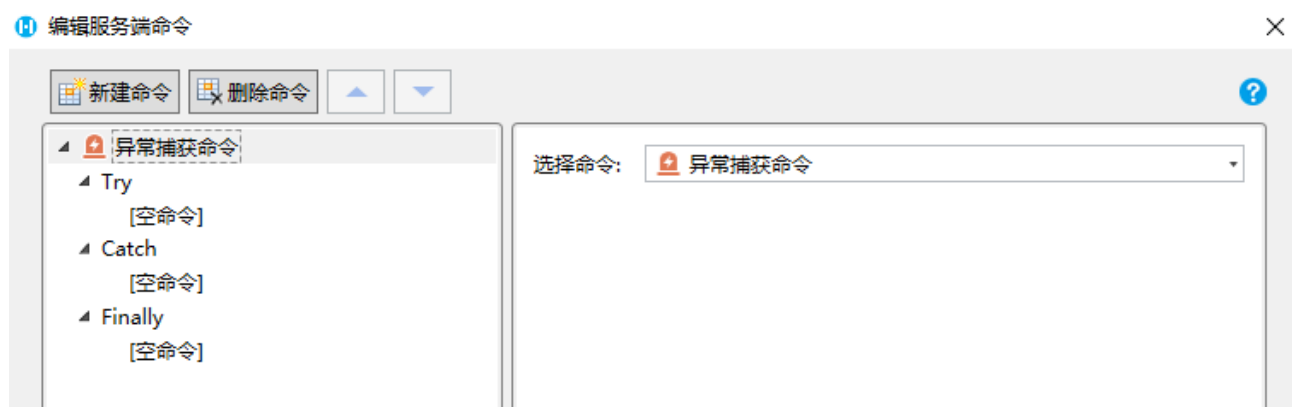 编辑服务端命令
新建命令 删除命令
异常捕获命令
Try
[空命令]
Catch
[空命令]
Finally
[空命令]
选择命令: 异常捕获命令